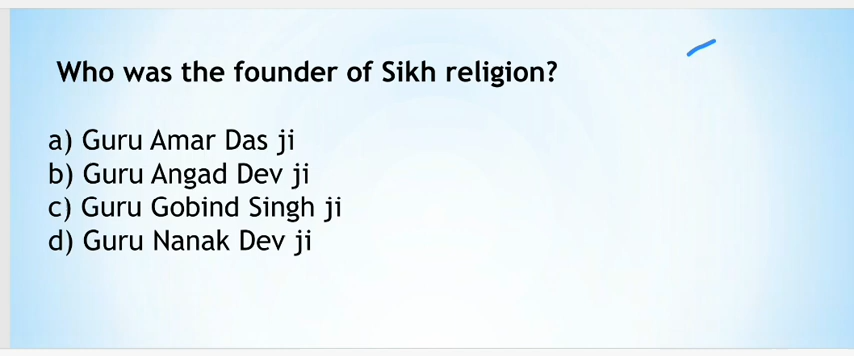 Who was the founder of Sikh religion?
a) Guru Amar Das ji
b) Guru Angad Dev ji
c) Guru Gobind Singh ji
d) Guru Nanak Dev ji